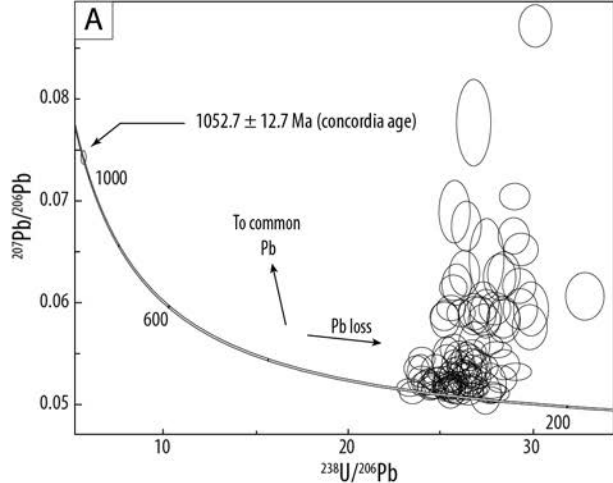 A
0.08
0.07
0.06
0.05
²⁰⁷Pb/²⁰⁶Pb
1052.7 ± 12.7 Ma (concordia age)
1000
To common
Pb
Pb loss
600
200
10
20
30
²³⁸U/²⁰⁶Pb